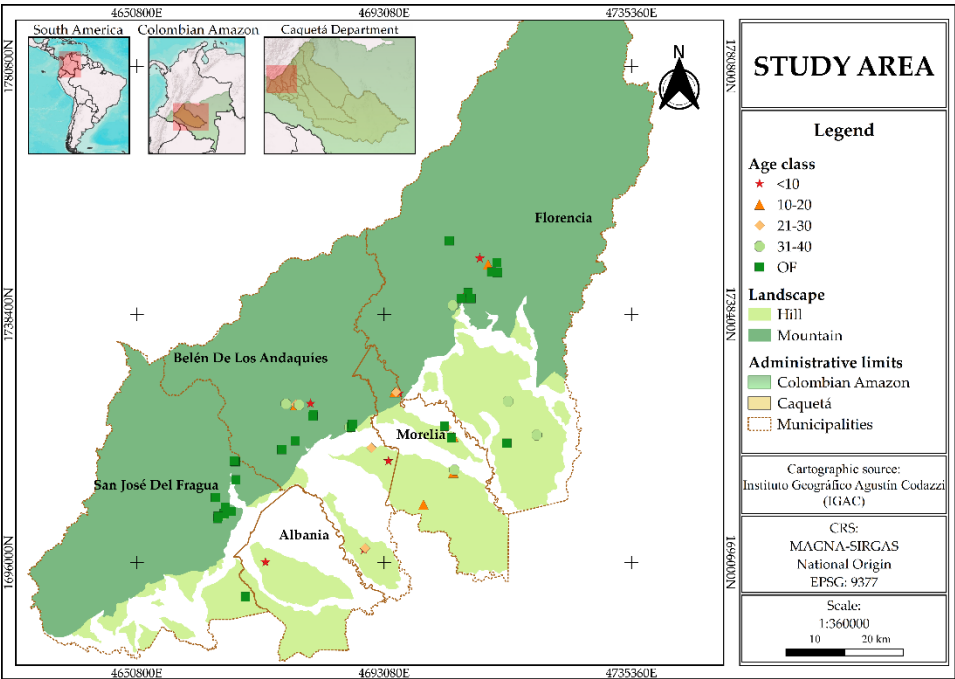 4650800E
4693080E
4735360E
South America
Colombian Amazon
Caquetá Department
1780800N
1780800N
N
Florencia
1738400N
1738400N
Belén De Los Andaquies
Morelia
San José Del Fragua
Albania
1696000N
1696000N
4650800E
4693080E
4735360E
STUDY AREA
Legend
Age class
<10
10-20
21-30
31-40
OF
Landscape
Hill
Mountain
Administrative limits
Colombian Amazon
Caquetá
Municipalities
Cartographic source:
Instituto Geográfico Agustín Codazzi
(IGAC)
CRS:
MAGNA-SIRGAS
National Origin
EPSG: 9377
Scale:
1:360000
10 20 km